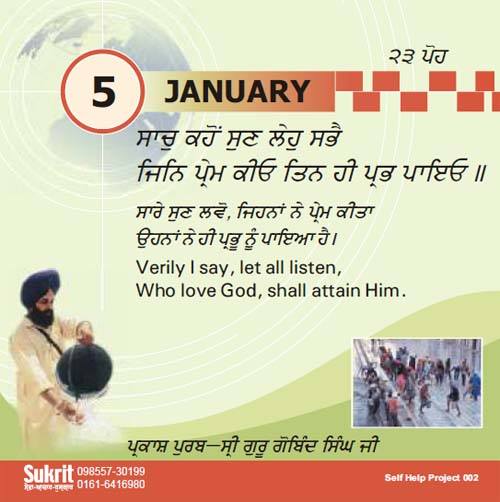 ੨੩ ਪੋਹ
5
JANUARY
ਸਾਚੁ ਕਹੋਂ ਸੁਣ ਲੇਹੁ ਸਭੈ
ਜਿਨਿ ਪ੍ਰੇਮ ਕੀਓ ਤਿਨ ਹੀ ਪ੍ਰਭ ਪਾਇਓ ॥
ਸਾਰੇ ਸੁਣ ਲਵੋ, ਜਿਹਨਾਂ ਨੇ ਪ੍ਰੇਮ ਕੀਤਾ
ਉਹਨਾਂ ਨੇ ਹੀ ਪ੍ਰਭੂ ਨੂੰ ਪਾਇਆ ਹੈ।
Verily I say, let all listen,
Who love God, shall attain Him.
ਪ੍ਰਕਾਸ਼ ਪੁਰਬ–ਸ੍ਰੀ ਗੁਰੂ ਗੋਬਿੰਦ ਸਿੰਘ ਜੀ
Sukrit 098557-30199
0161-6416980
Self Help Project 002